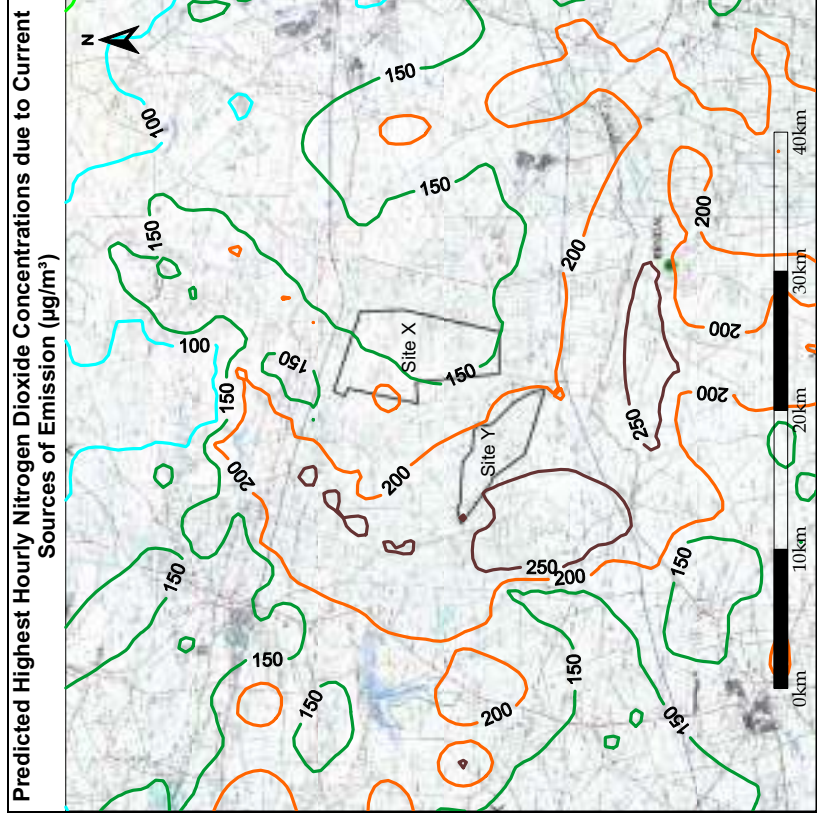 Predicted Highest Hourly Nitrogen Dioxide Concentrations due to Current
Sources of Emission (µg/m³)
N
100
150
150
150
150
100
200
200
150
150
150
200
Site X
150
200
Site Y
200
200
250
250
200
150
150
150
200
150
150
0km
10km
20km
30km
40km